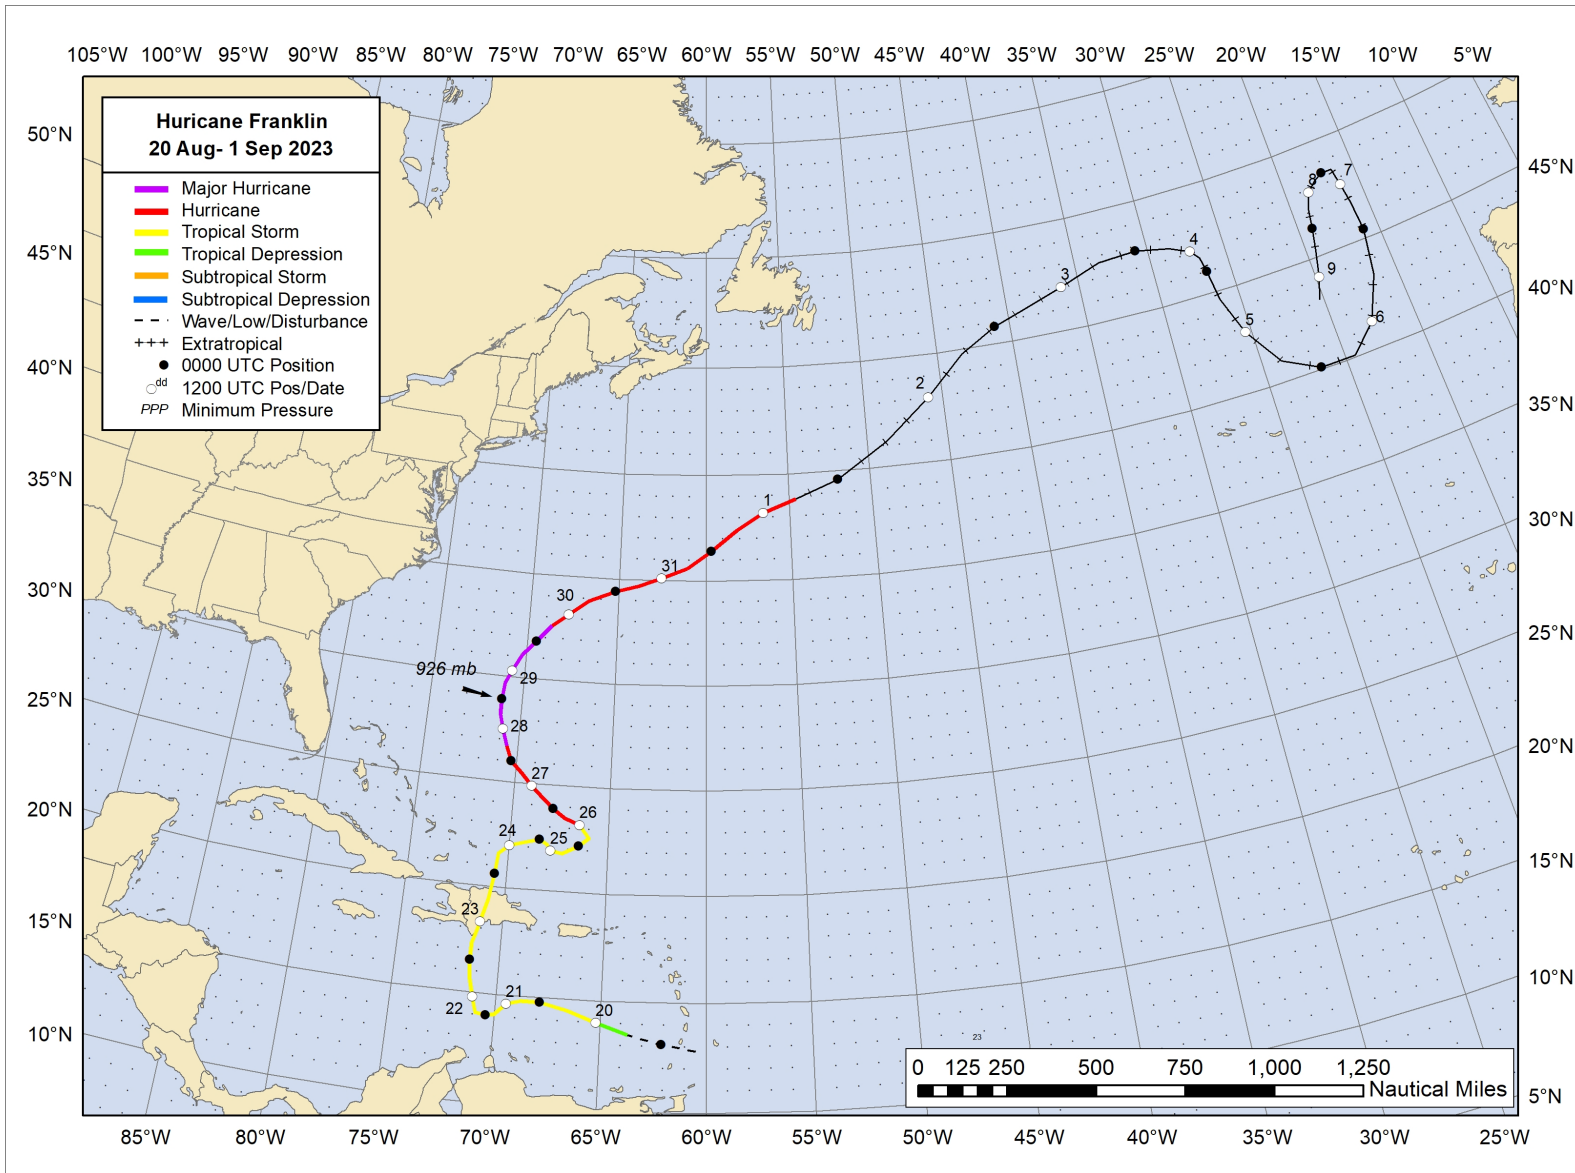 105°W 100°W 95°W 90°W 85°W 80°W 75°W 70°W 65°W 60°W 55°W 50°W 45°W 40°W 35°W 30°W 25°W 20°W 15°W 10°W 5°W
Huricane Franklin
20 Aug- 1 Sep 2023
Major Hurricane
Hurricane
Tropical Storm
Tropical Depression
Subtropical Storm
Subtropical Depression
Wave/Low/Disturbance
+++ Extratropical
0000 UTC Position
dd 1200 UTC Pos/Date
PPP Minimum Pressure
50°N
45°N
40°N
35°N
30°N
25°N
20°N
15°N
10°N
45°N
40°N
35°N
30°N
25°N
20°N
15°N
10°N
5°N
7
8
9
6
5
4
3
2
1
31
30
926 mb
29
28
27
26
25
24
23
22
21
20
23
0 125 250 500 750 1,000 1,250
Nautical Miles
85°W 80°W 75°W 70°W 65°W 60°W 55°W 50°W 45°W 40°W 35°W 30°W 25°W